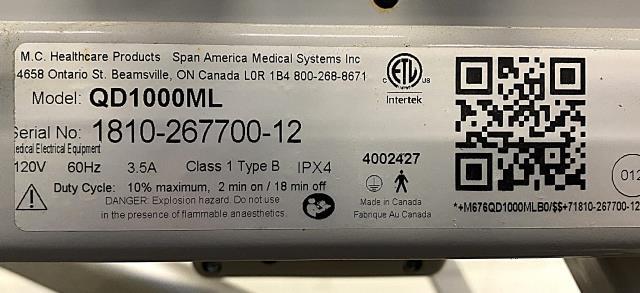 M.C. Healthcare Products Span America Medical Systems Inc
4658 Ontario St. Beamsville, ON Canada L0R 1B4 800-268-8671
Model: QD1000ML
Serial No: 1810-267700-12
Medical Electrical Equipment
120V 60Hz 3.5A Class 1 Type B IPX4
Duty Cycle: 10% maximum, 2 min on / 18 min off
DANGER: Explosion hazard. Do not use
in the presence of flammable anaesthetics.
C ETL US
Intertek
4002427
Made in Canada
Fabrique Au Canada
*+M676QD1000MLB0/$$+71810-267700-12
012